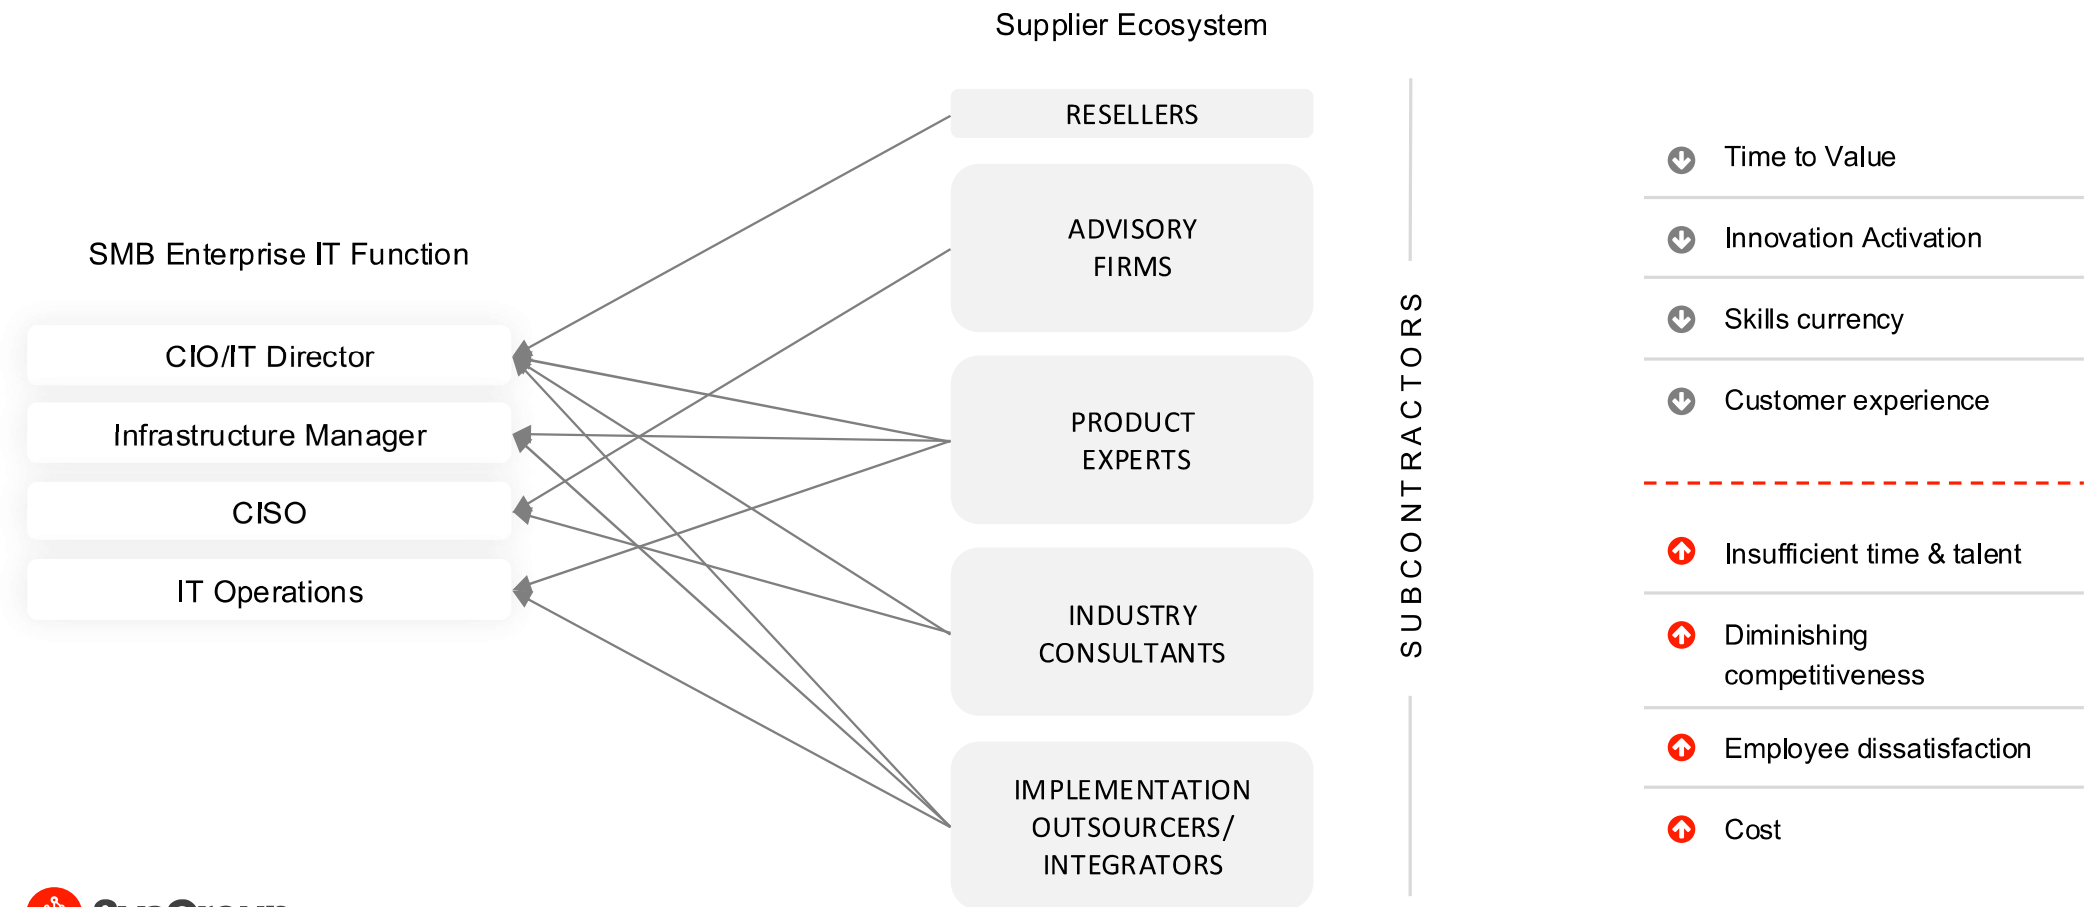 Supplier Ecosystem
SMB Enterprise IT Function
CIO/IT Director
Infrastructure Manager
CISO
IT Operations
RESELLERS
ADVISORY
FIRMS
PRODUCT
EXPERTS
INDUSTRY
CONSULTANTS
IMPLEMENTATION
OUTSOURCERS/
INTEGRATORS
SUBCONTRACTORS
Time to Value
Innovation Activation
Skills currency
Customer experience
Insufficient time & talent
Diminishing
competitiveness
Employee dissatisfaction
Cost